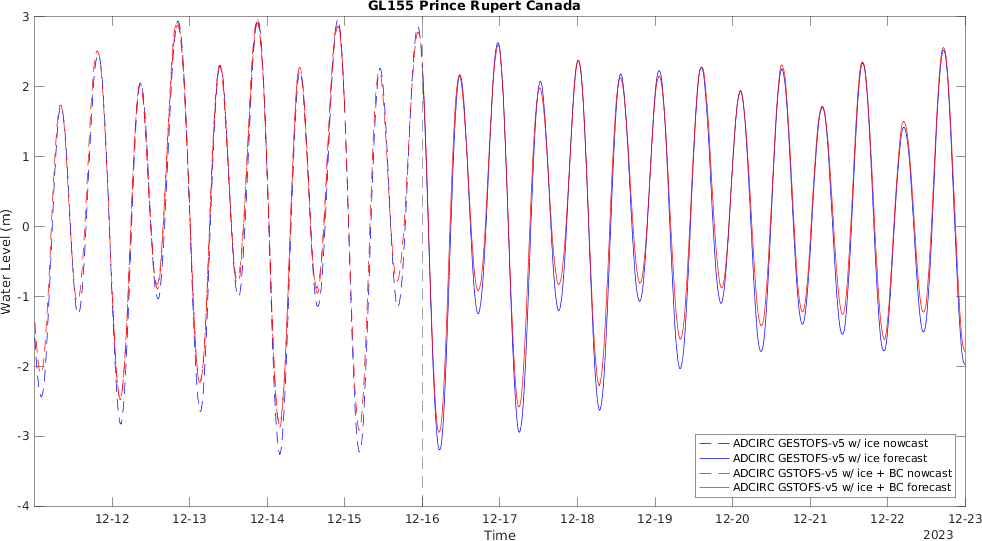 GL155 Prince Rupert Canada
3
2
1
0
-1
-2
-3
-4
Water Level (m)
ADCIRC GESTOFS-v5 w/ ice nowcast
ADCIRC GESTOFS-v5 w/ ice forecast
ADCIRC GSTOFS-v5 w/ ice + BC nowcast
ADCIRC GSTOFS-v5 w/ ice + BC forecast
12-12 12-13 12-14 12-15 12-16 12-17 12-18 12-19 12-20 12-21 12-22 12-23
Time
2023